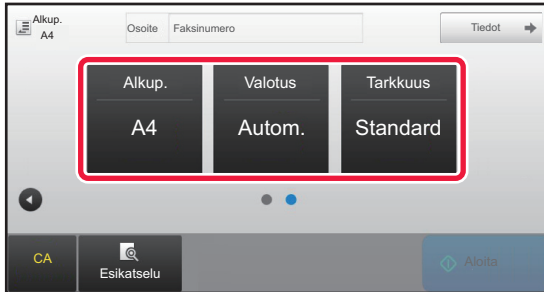 Alkup.
A4
Osoite
Faksinumero
Tiedot
Alkup.
A4
Valotus
Autom.
Tarkkuus
Standard
CA
Esikatselu
Aloita